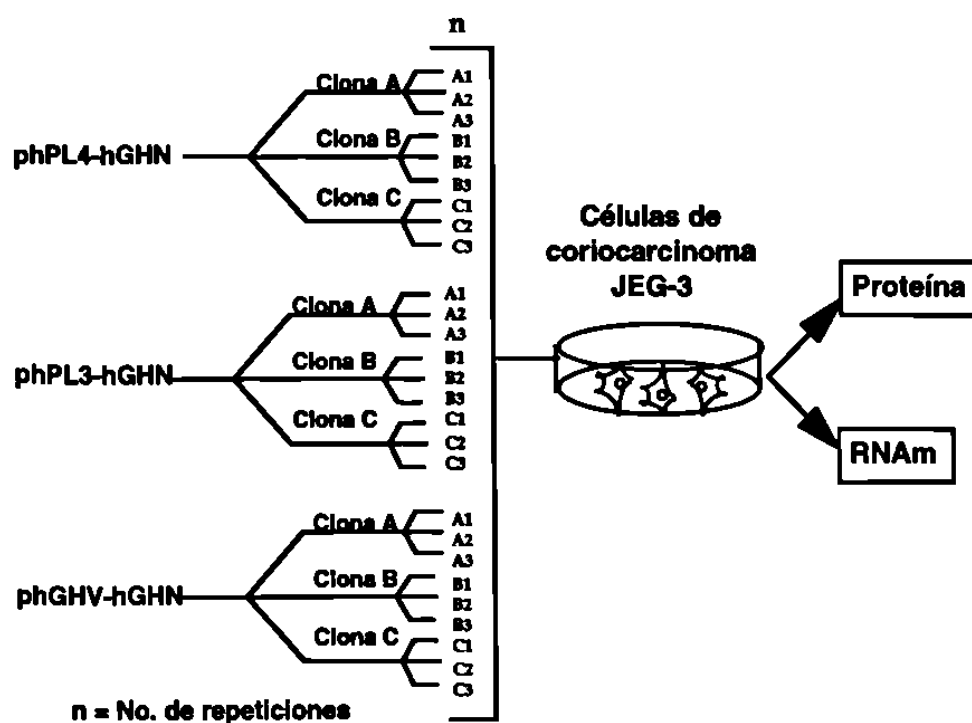 n
Clona A
A1
A2
A3
phPL4-hGHN
Clona B
B1
B2
B3
Clona C
C1
C2
C3
Clona A
A1
A2
A3
phPL3-hGHN
Clona B
B1
B2
B3
Clona C
C1
C2
C3
Clona A
A1
A2
A3
phGHV-hGHN
Clona B
B1
B2
B3
Clona C
C1
C2
C3
n = No. de repeticiones
Células de
coriocarcinoma
JEG-3
Proteína
RNAm